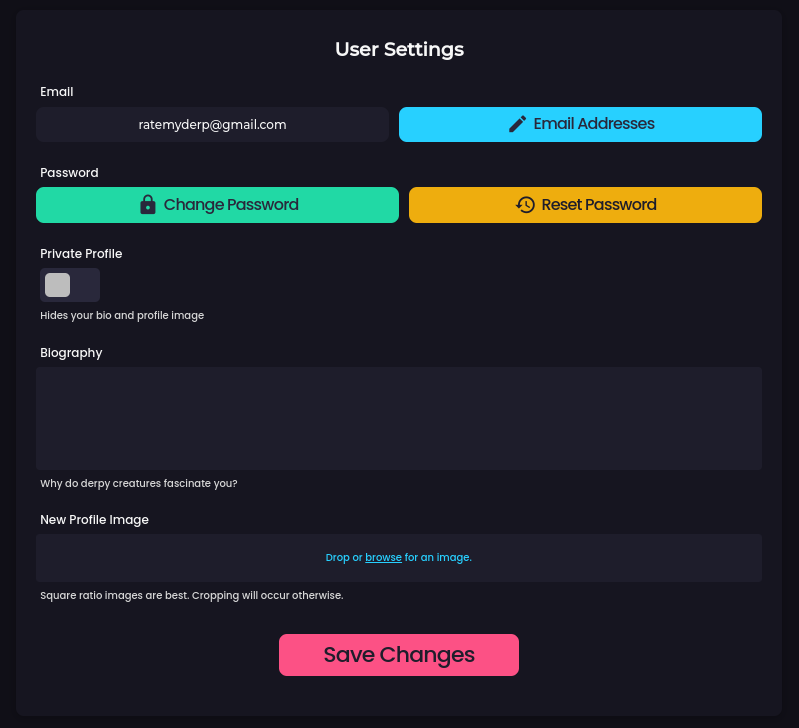 User Settings
Email
ratemyderp@gmail.com
Email Addresses
Password
Change Password
Reset Password
Private Profile
Hides your bio and profile image
Biography
Why do derpy creatures fascinate you?
New Profile Image
Drop or browse for an image.
Square ratio images are best. Cropping will occur otherwise.
Save Changes